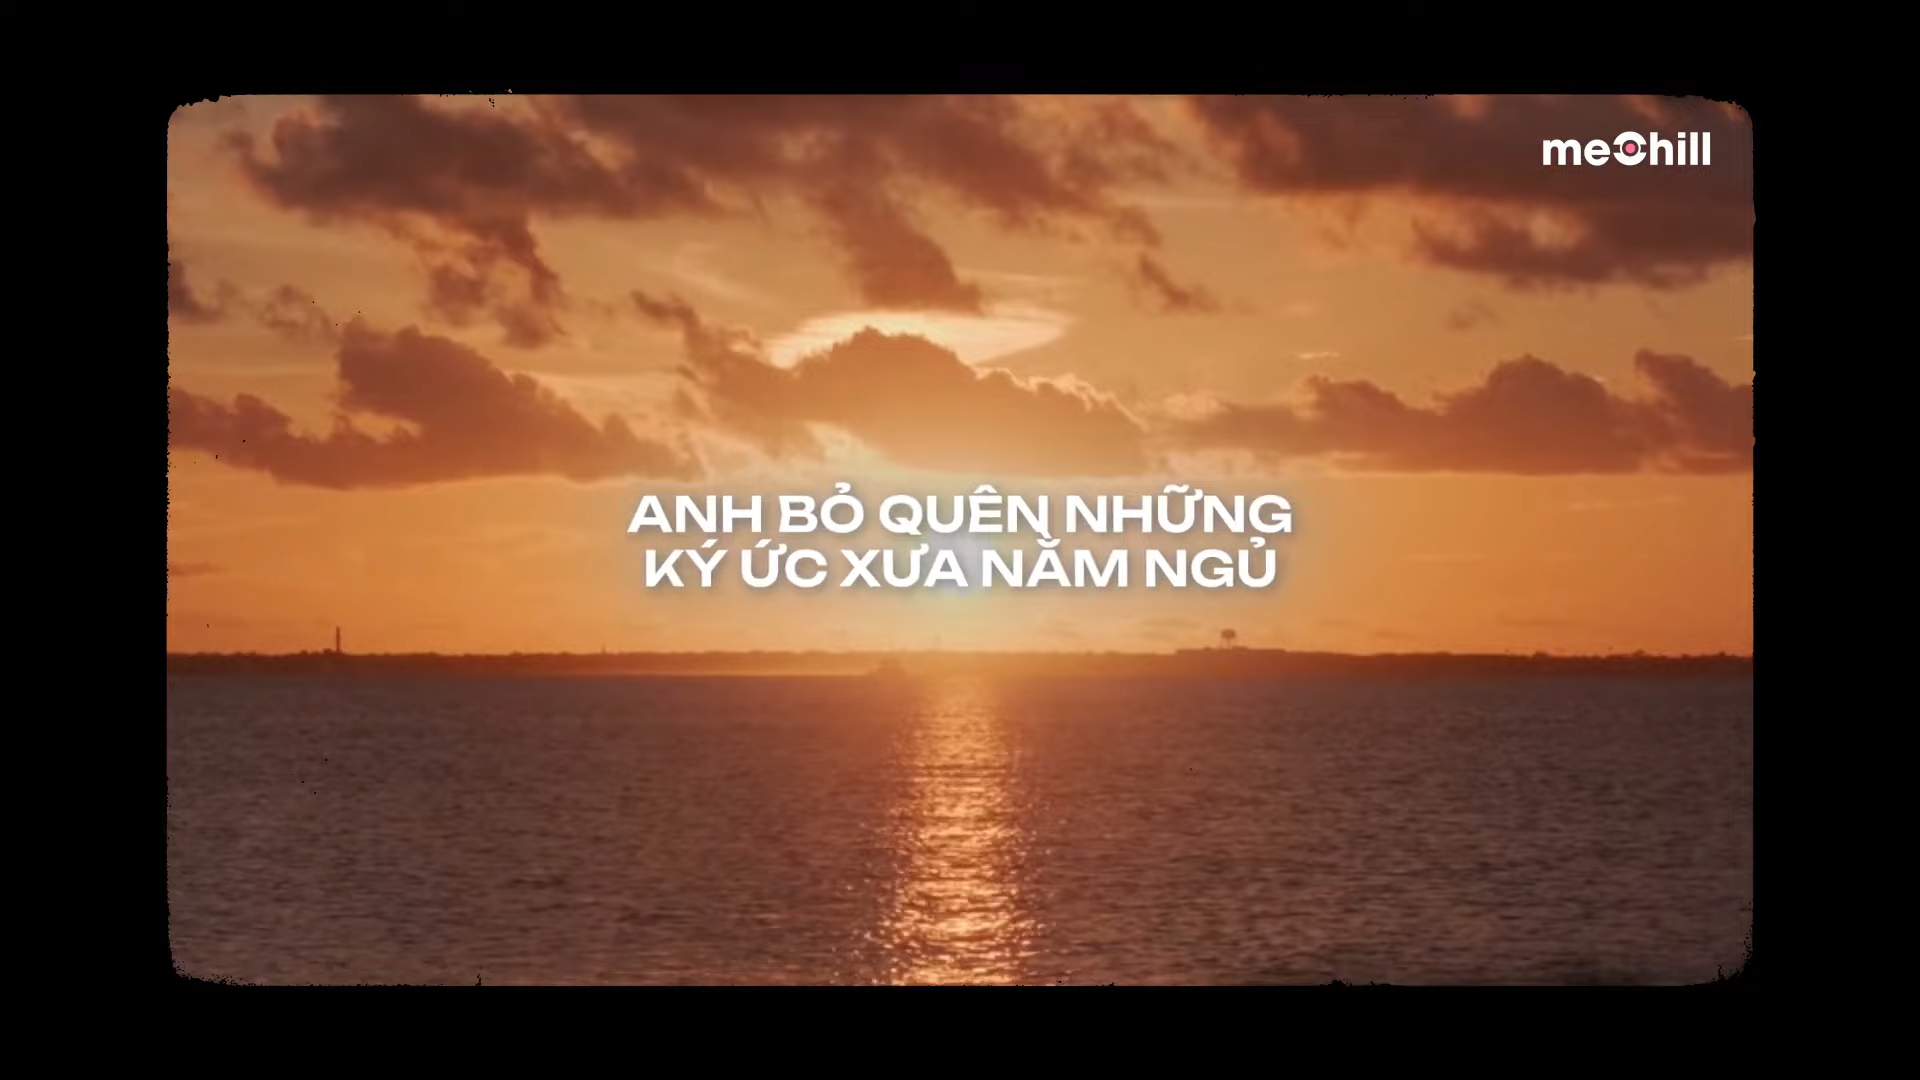 meChill
ANH BỎ QUÊN NHỮNG
KÝ ỨC XƯA NẰM NGỦ